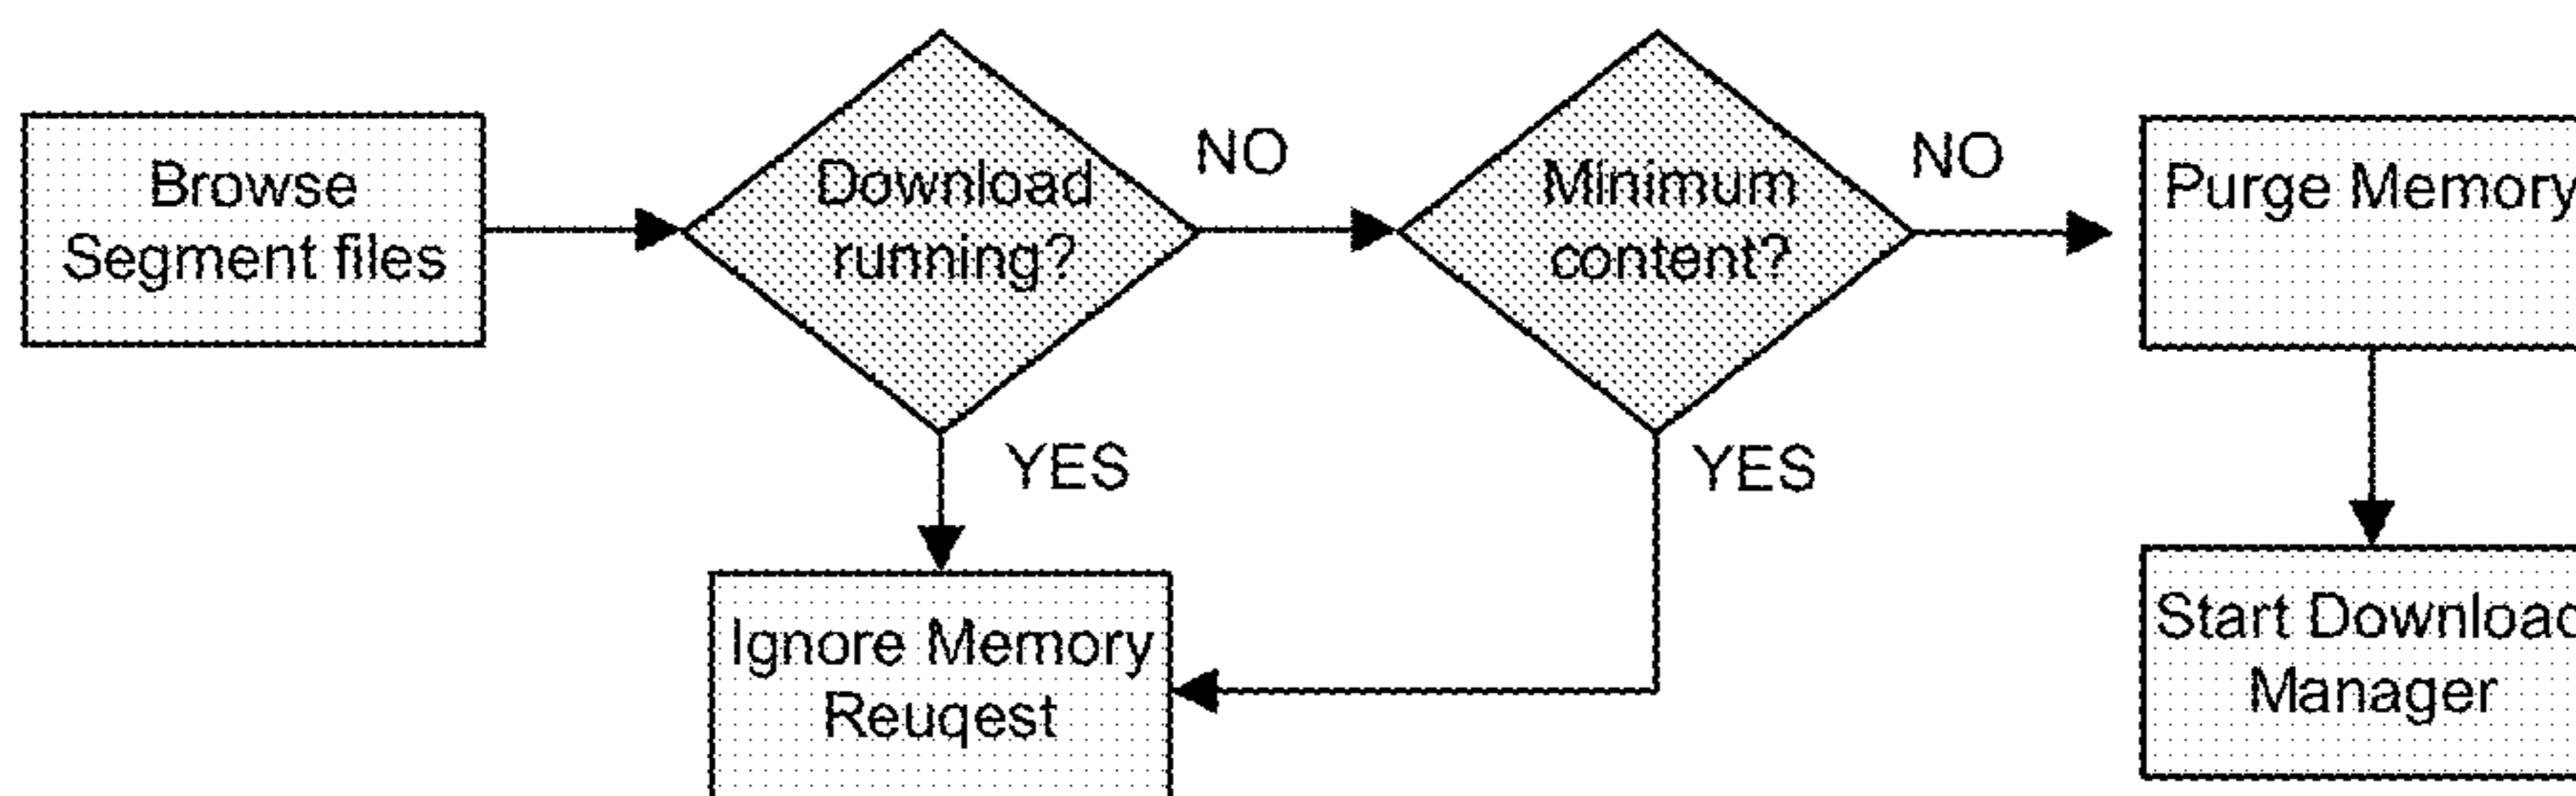 Browse
Segment files
Download
running?
NO
Minimum
content?
NO
Purge Memory
YES
YES
Ignore Memory
Reuqest
Start Download
Manager